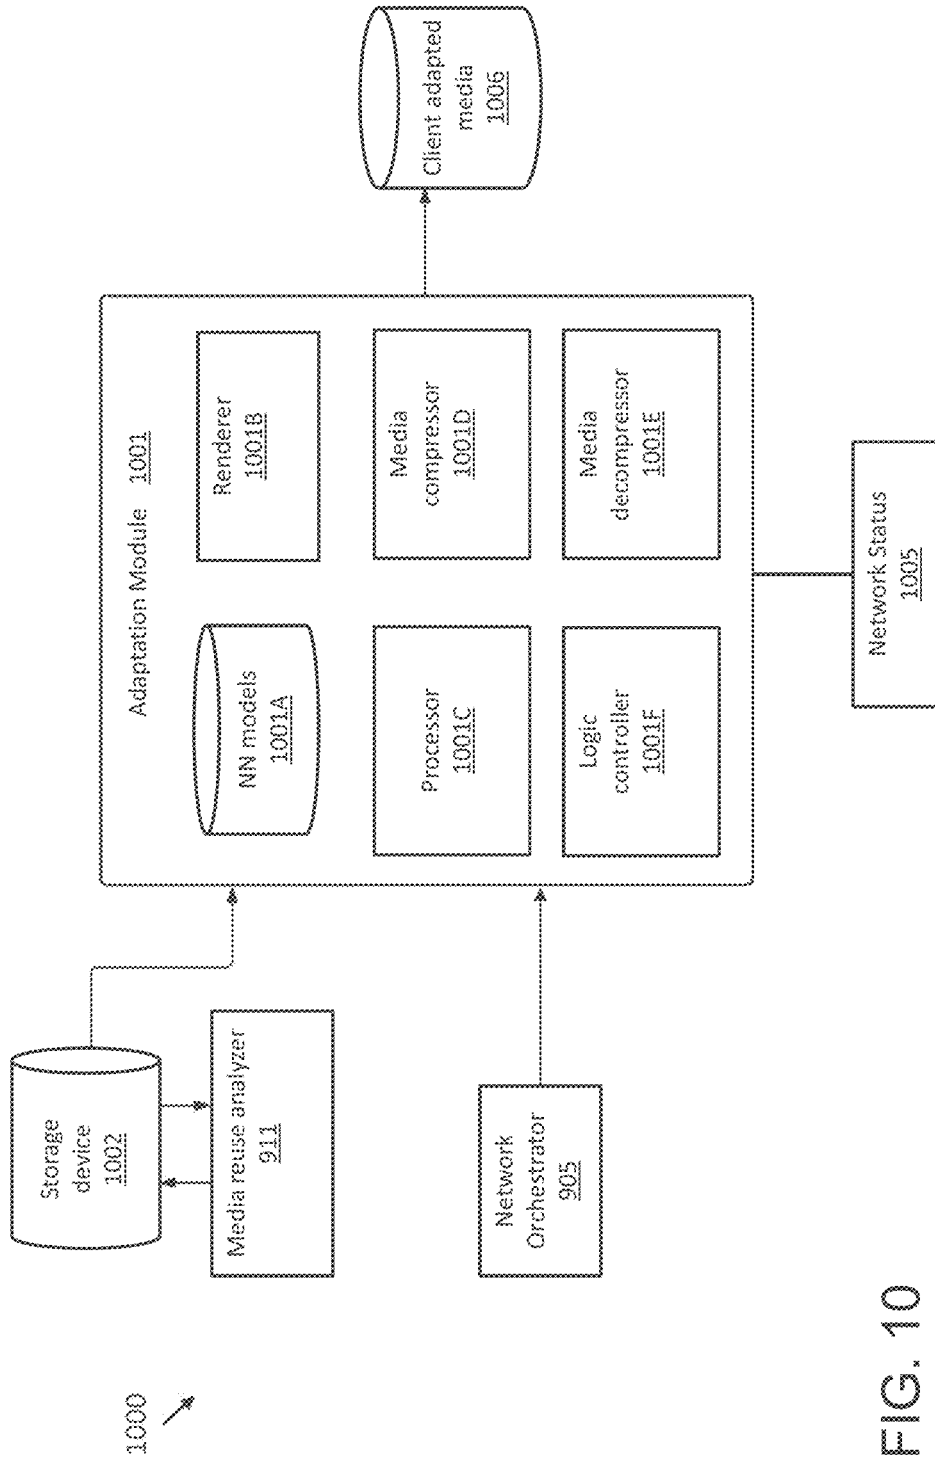 1000
Storage
device
1002
Media reuse analyzer
911
Network
Orchestrator
905
Adaptation Module 1001
NN models
1001A
Renderer
1001B
Processor
1001C
Media
compressor
1001D
Logic
controller
1001F
Media
decompressor
1001E
Client adapted
media
1006
Network Status
1005
FIG. 10